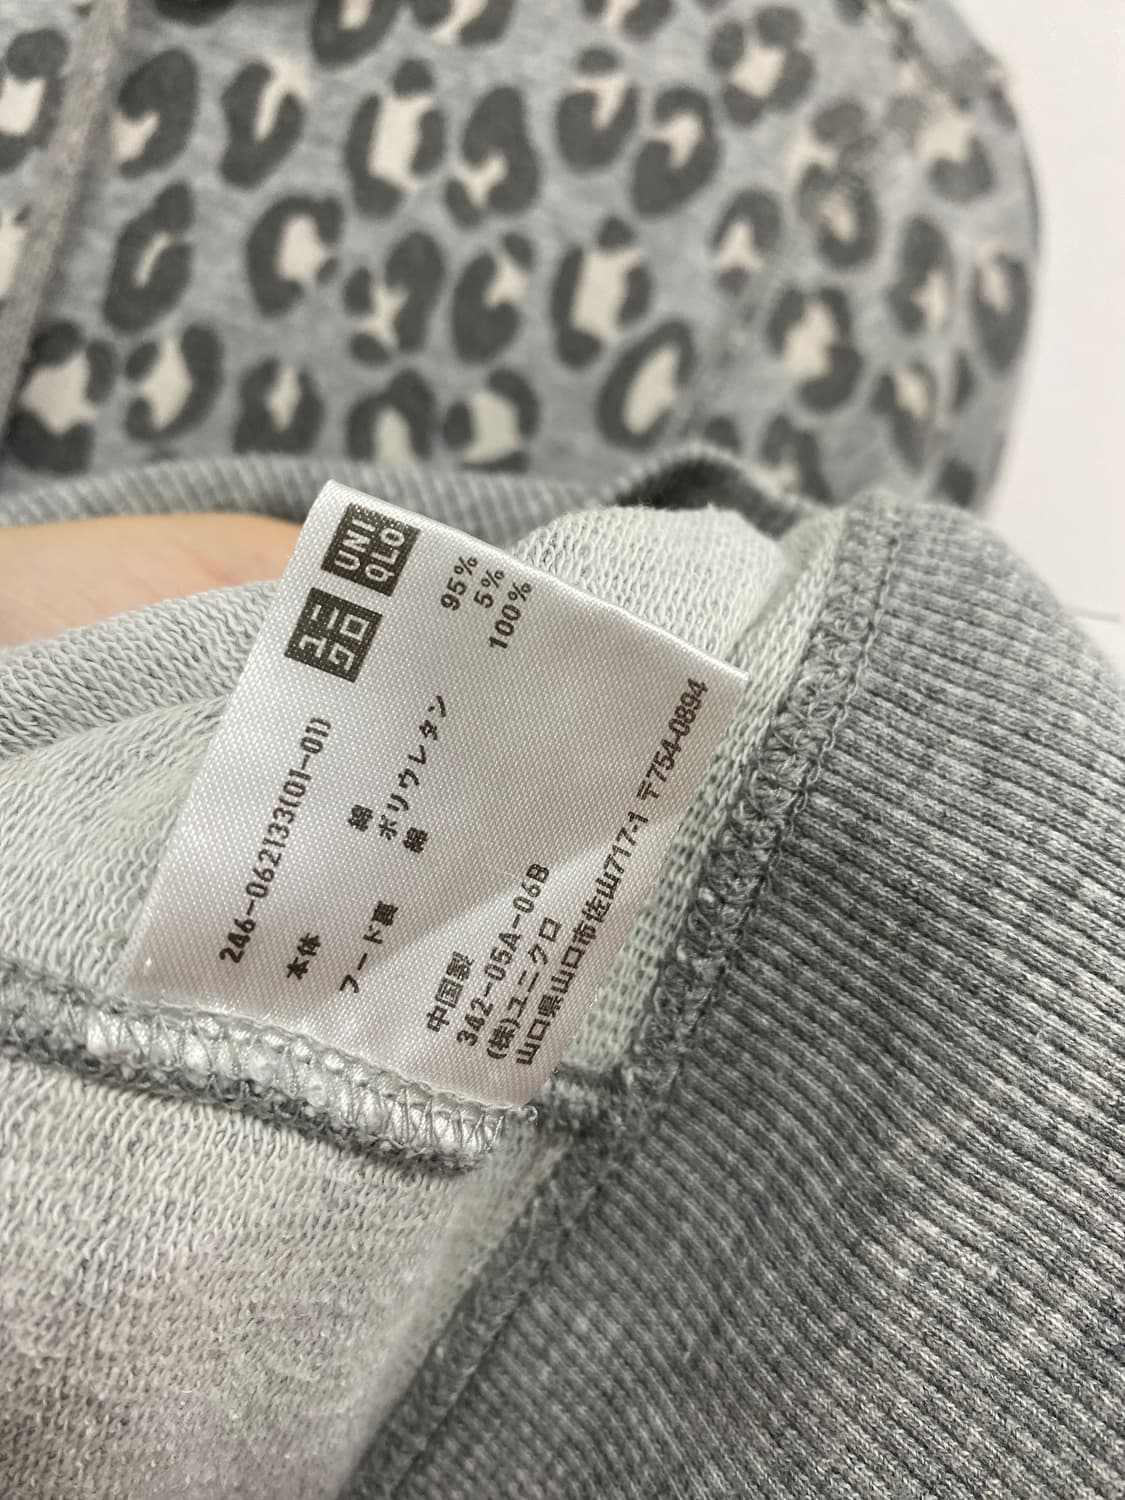 UNI
QLO
ユニ
クロ
246-062133(01-01)
本体 綿 95%
ポリウレタン 5%
フード裏 綿 100%
中国製
342-05A-06B
(株)ユニクロ
山口県山口市佐山717-1 〒754-0894